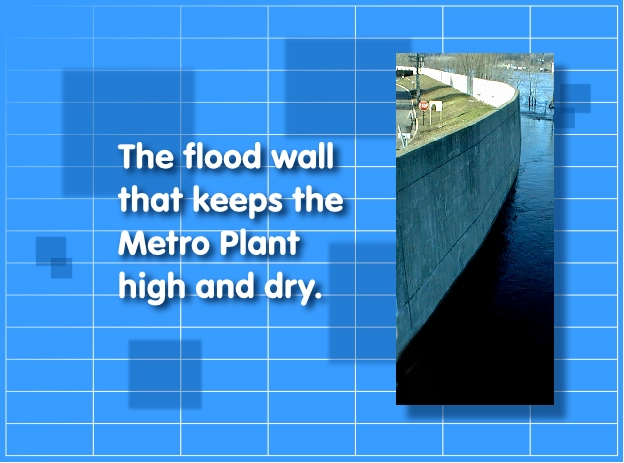 The flood wall
that keeps the
Metro Plant
high and dry.